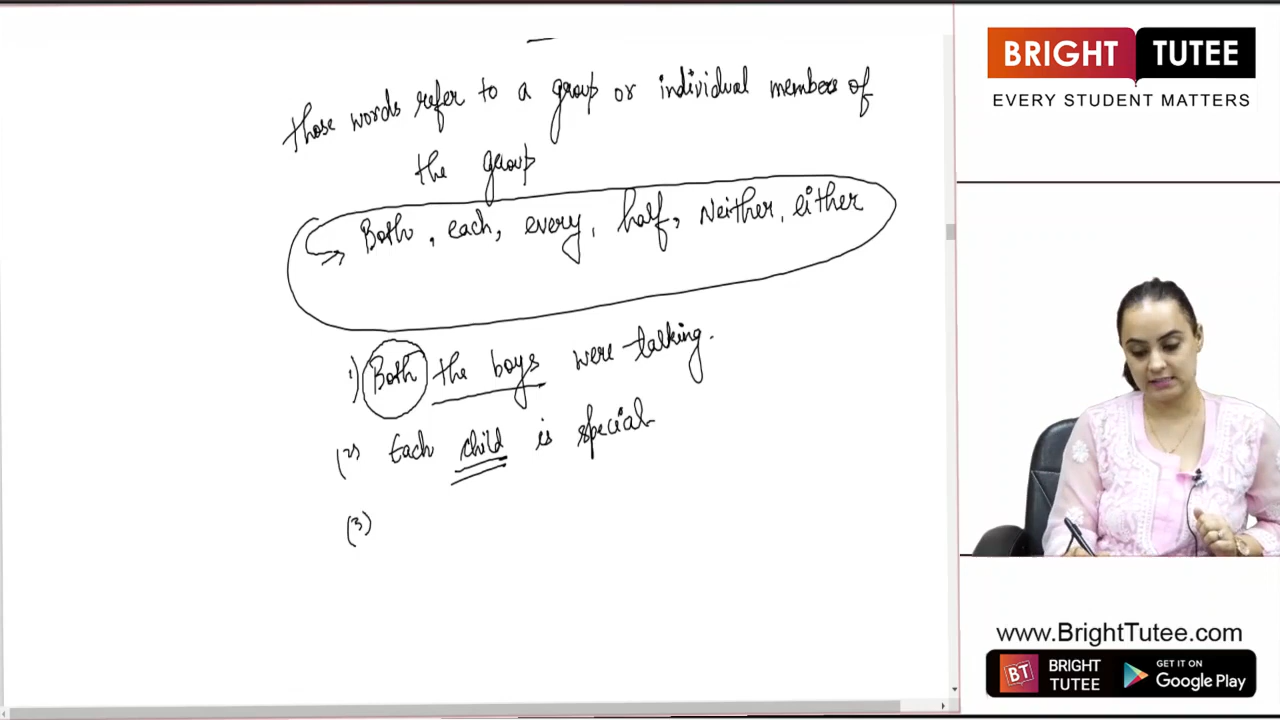 those words refer to a group or individual members of
the group
Both, each, every, half, Neither, either
1) Both the boys were talking.
(2) Each child is special
(3)
BRIGHT TUTEE
EVERY STUDENT MATTERS
www.BrightTutee.com
BT BRIGHT TUTEE
GET IT ON Google Play